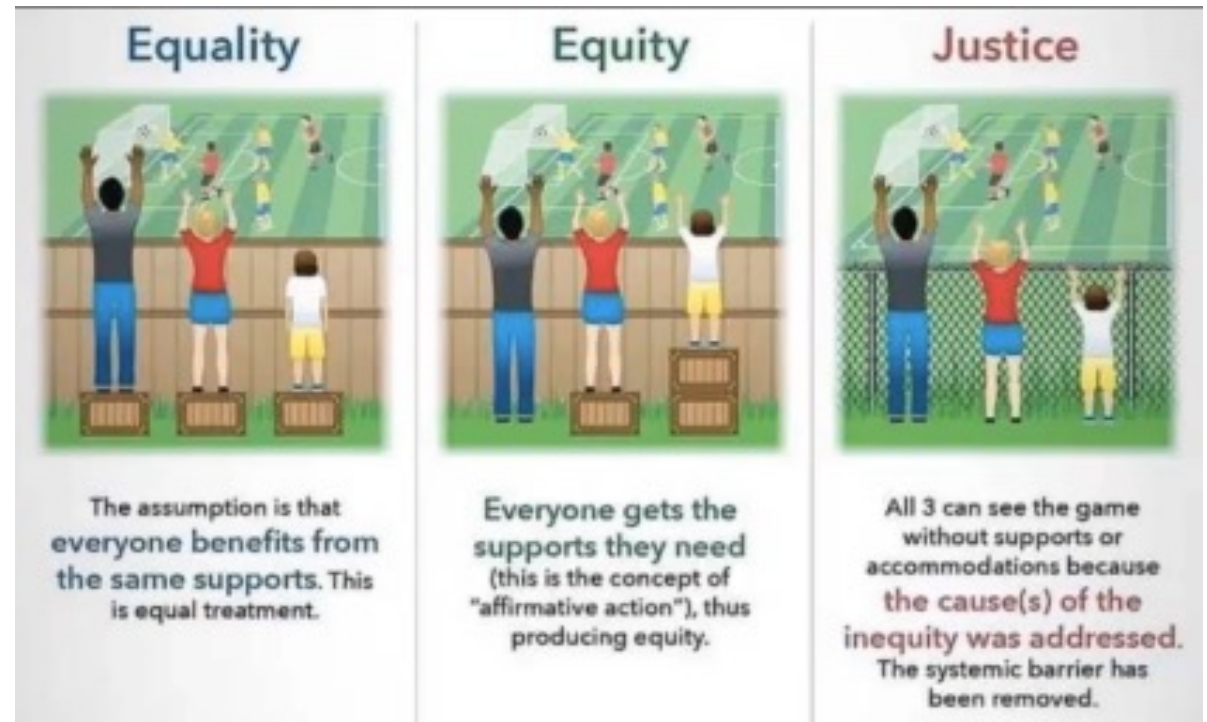 Equality
The assumption is that
everyone benefits from
the same supports. This
is equal treatment.
Equity
Everyone gets the
supports they need
(this is the concept of
"affirmative action"), thus
producing equity.
Justice
All 3 can see the game
without supports or
accommodations because
the cause(s) of the
inequity was addressed.
The systemic barrier has
been removed.